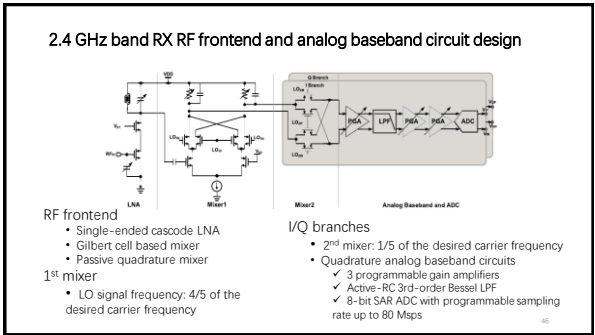 2.4 GHz band RX RF frontend and analog baseband circuit design
VDD
Q Branch
I Branch
PGA
LPF
PGA
PGA
ADC
LNA
Mixer1
Mixer2
Analog Baseband and ADC
RF frontend
• Single-ended cascode LNA
• Gilbert cell based mixer
• Passive quadrature mixer
1st mixer
• LO signal frequency: 4/5 of the
desired carrier frequency
I/Q branches
• 2nd mixer: 1/5 of the desired carrier frequency
• Quadrature analog baseband circuits
✓ 3 programmable gain amplifiers
✓ Active-RC 3rd-order Bessel LPF
✓ 8-bit SAR ADC with programmable sampling
rate up to 80 Msps
46